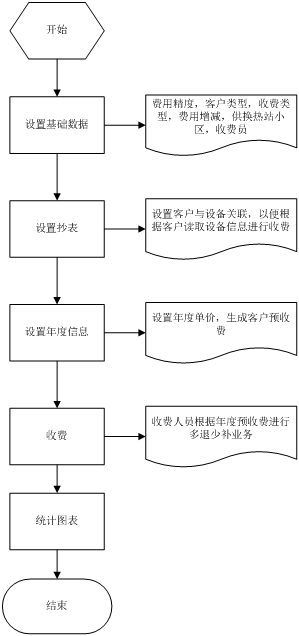 开始
设置基础数据
费用精度，客户类型，收费类
型，费用增减，供换热站小
区，收费员
设置抄表
设置客户与设备关联，以便根
据客户读取设备信息进行收费
设置年度信息
设置年度单价，生成客户预收
费
收费
收费人员根据年度预收费进行
多退少补业务
统计图表
结束